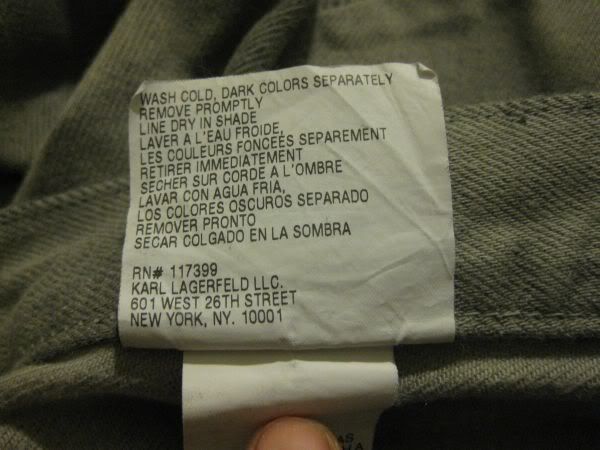 WASH COLD, DARK COLORS SEPARATELY
REMOVE PROMPTLY
LINE DRY IN SHADE
LAVER A L'EAU FROIDE,
LES COULEURS FONCEÉS SEPAREMENT
RETIRER IMMEDIATEMENT
SECHER SUR CORDE A L'OMBRE
LAVAR CON AGUA FRIA,
LOS COLORES OSCUROS SEPARADO
REMOVER PRONTO
SECAR COLGADO EN LA SOMBRA
RN# 117399
KARL LAGERFELD LLC.
601 WEST 26TH STREET
NEW YORK, NY. 10001